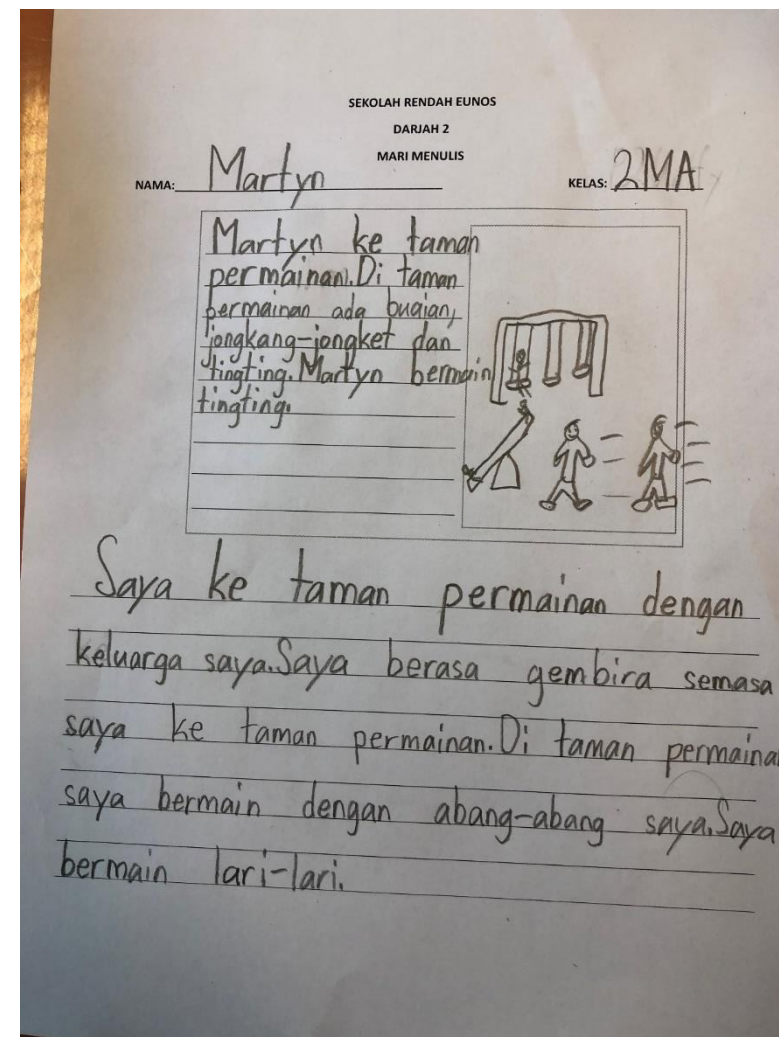 SEKOLAH RENDAH EUNOS
DARJAH 2
MARI MENULIS
NAMA: Martyn KELAS: 2MA
Martyn ke taman
permainan.Di taman
permainan ada buaian,
jongkang-jongket dan
tingting.Martyn bermain
tingting.
Saya ke taman permainan dengan
keluarga saya.Saya berasa gembira semasa
saya ke taman permainan.Di taman permaina
saya bermain dengan abang-abang saya.Saya
bermain lari-lari.